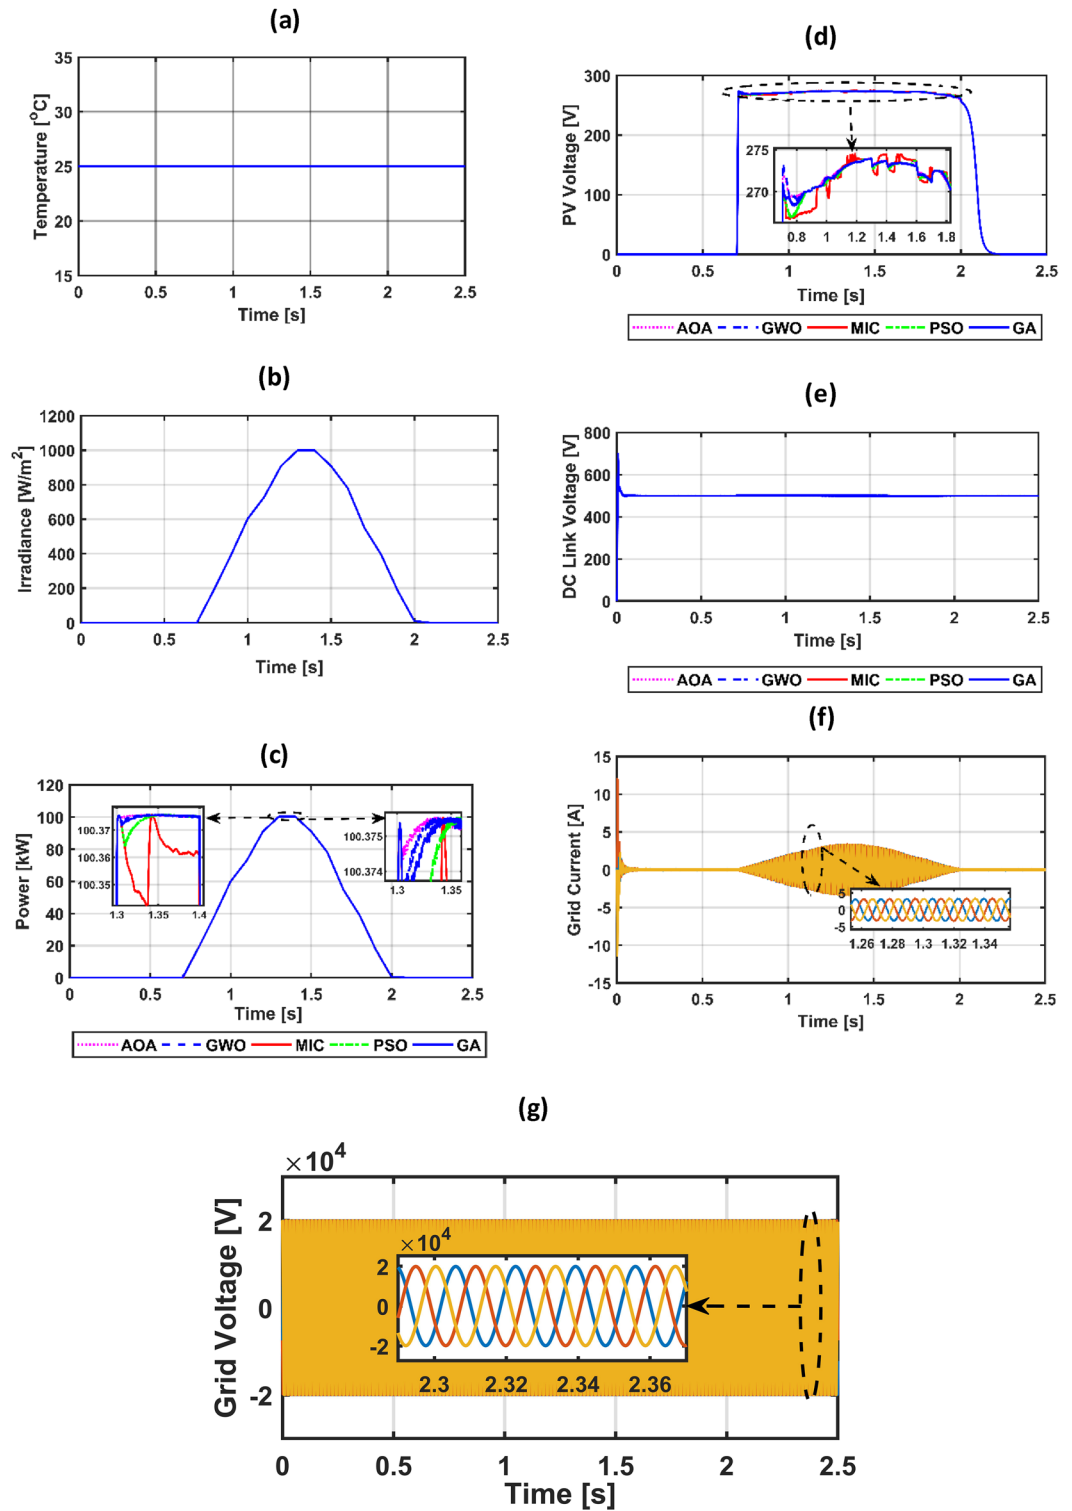 (a)
35
30
25
20
15
Temperature [°C]
0 0.5 1 1.5 2 2.5
Time [s]
(b)
1200
1000
800
600
400
200
0
Irradiance [W/m²]
0 0.5 1 1.5 2 2.5
Time [s]
(c)
120
100
80
60
40
20
0
Power [kW]
100.37
100.36
100.35
1.3 1.35 1.4
100.375
100.374
1.3 1.35
0 0.5 1 1.5 2 2.5
Time [s]
AOA GWO MIC PSO GA
(d)
300
200
100
0
PV Voltage [V]
275
270
0.8 1 1.2 1.4 1.6 1.8
0 0.5 1 1.5 2 2.5
Time [s]
AOA GWO MIC PSO GA
(e)
800
600
400
200
0
DC Link Voltage [V]
0 0.5 1 1.5 2 2.5
Time [s]
AOA GWO MIC PSO GA
(f)
15
10
5
0
-5
-10
-15
Grid Current [A]
5
0
-5
1.26 1.28 1.3 1.32 1.34
0 0.5 1 1.5 2 2.5
Time [s]
(g)
×10⁴
2
0
-2
Grid Voltage [V]
×10⁴
2
0
-2
2.3 2.32 2.34 2.36
0 0.5 1 1.5 2 2.5
Time [s]